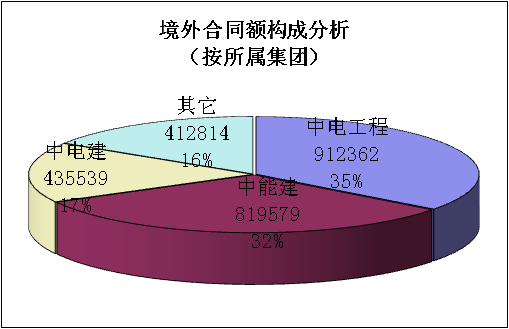 境外合同额构成分析
（按所属集团）
其它
412814
16%
中电工程
912362
35%
中电建
435539
17%
中能建
819579
32%